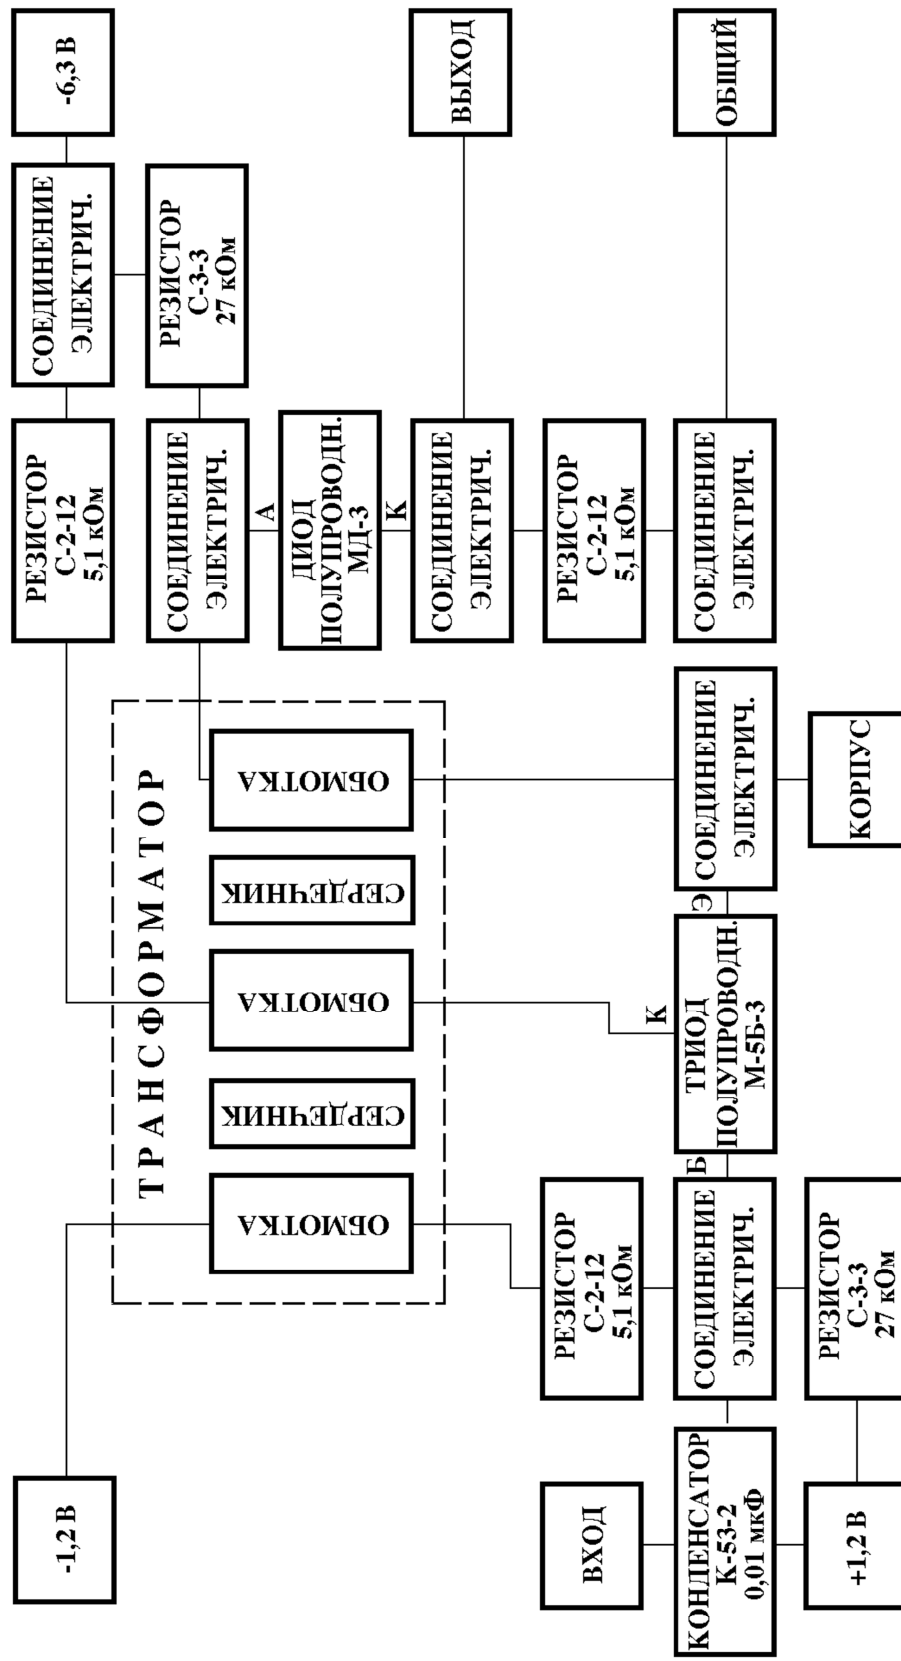 -1,2 В
РЕЗИСТОР
С-2-12
5,1 кОм
СОЕДИНЕНИЕ
ЭЛЕКТРИЧ.
-6,3 В
ТРАНСФОРМАТОР
ОБМОТКА
СЕРДЕЧНИК
ОБМОТКА
СЕРДЕЧНИК
ОБМОТКА
СОЕДИНЕНИЕ
ЭЛЕКТРИЧ.
РЕЗИСТОР
С-3-3
27 кОм
А
ДИОД
ПОЛУПРОВОДН.
МД-3
К
СОЕДИНЕНИЕ
ЭЛЕКТРИЧ.
ВЫХОД
ВХОД
РЕЗИСТОР
С-2-12
5,1 кОм
РЕЗИСТОР
С-2-12
5,1 кОм
КОНДЕНСАТОР
К-53-2
0,01 мкФ
СОЕДИНЕНИЕ
ЭЛЕКТРИЧ.
Б
К
ТРИОД
ПОЛУПРОВОДН.
М-5Б-3
Э
СОЕДИНЕНИЕ
ЭЛЕКТРИЧ.
СОЕДИНЕНИЕ
ЭЛЕКТРИЧ.
ОБЩИЙ
+1,2 В
РЕЗИСТОР
С-3-3
27 кОм
КОРПУС